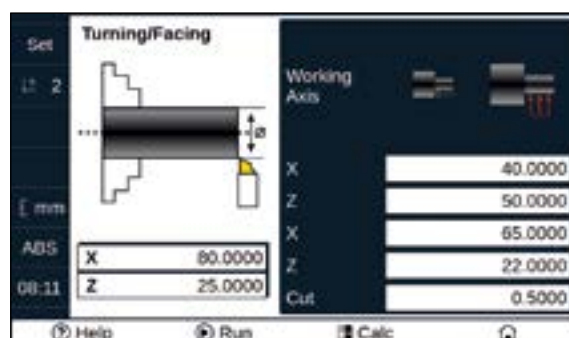 Set
Turning/Facing
2
Working
Axis
Ø
X 40.0000
Z 50.0000
mm
X 65.0000
ABS
X 80.0000
Z 22.0000
08:11
Z 25.0000
Cut 0.5000
Help Run Calc